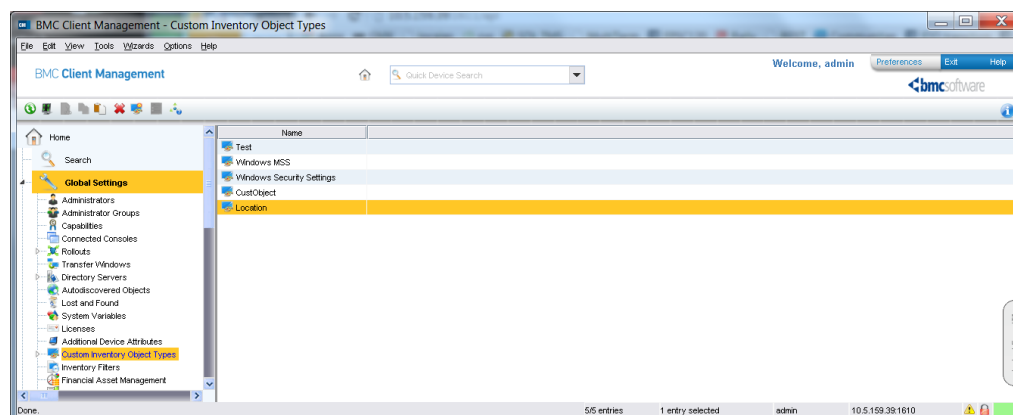 BMC Client Management - Custom Inventory Object Types
File Edit View Tools Wizards Options Help
BMC Client Management
Quick Device Search
Welcome, admin
Preferences Exit Help
bmcsoftware
Home
Search
Global Settings
Administrators
Administrator Groups
Capabilities
Connected Consoles
Rollouts
Transfer Windows
Directory Servers
Autodiscovered Objects
Lost and Found
System Variables
Licenses
Additional Device Attributes
Custom Inventory Object Types
Inventory Filters
Financial Asset Management
Name
Test
Windows MSS
Windows Security Settings
CustObject
Location
Done. 5/5 entries 1 entry selected admin 10.5.159.39:1610